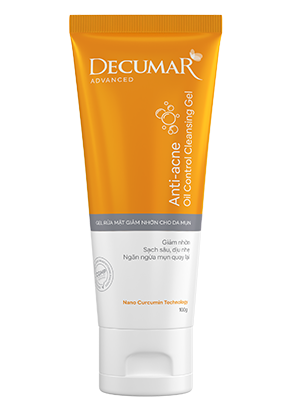 DECUMAR
ADVANCED
Anti-acne
Oil Control Cleansing Gel
GEL RỬA MẶT GIẢM NHỜN CHO DA MỤN
Giảm nhờn
Sạch sâu, dịu nhẹ
Ngăn ngừa mụn quay lại
Nano Curcumin Technology
100g